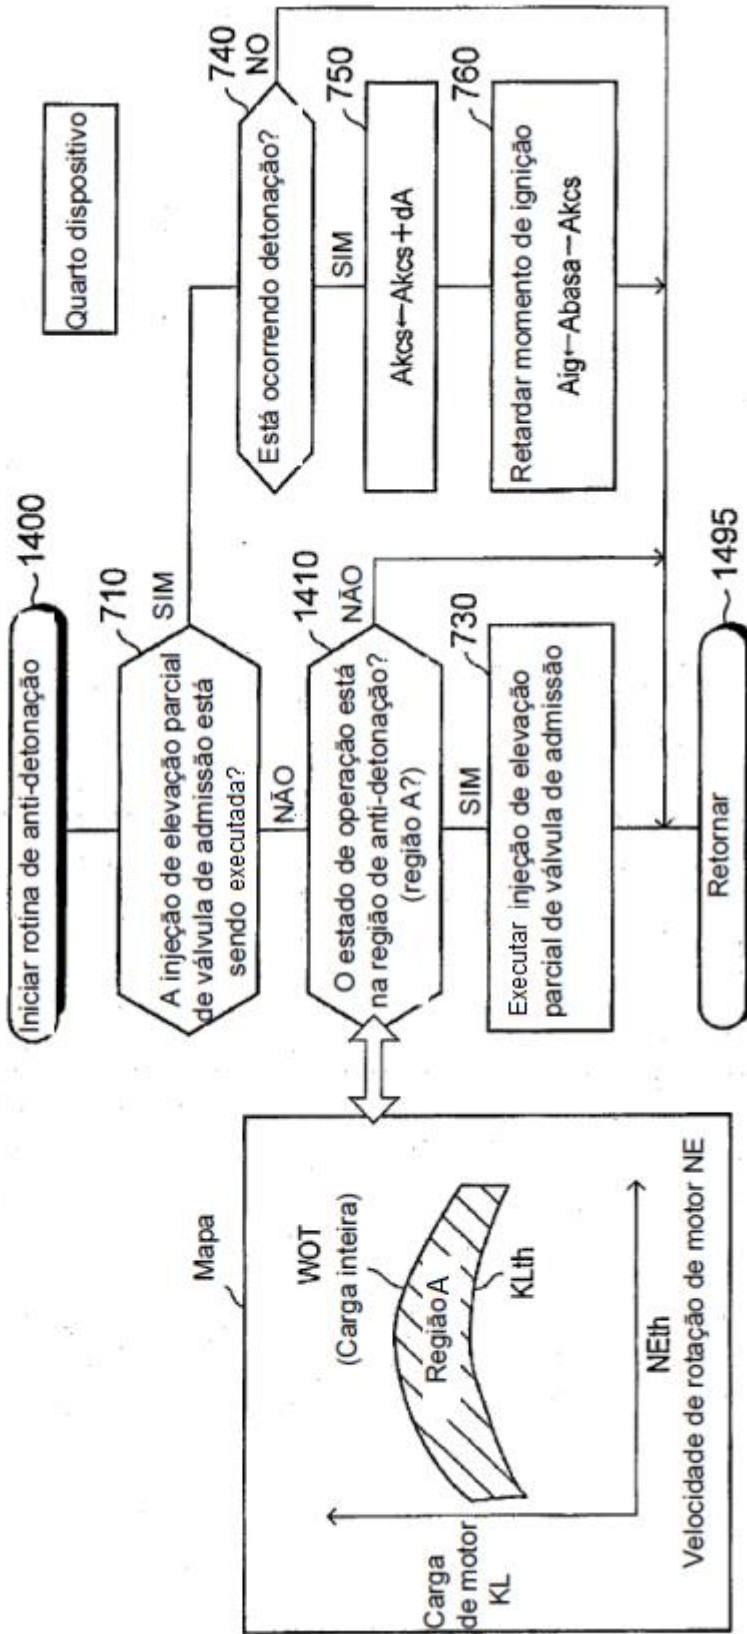 Quarto dispositivo
Iniciar rotina de anti-detonação
1400
710
A injeção de elevação parcial
de válvula de admissão está
sendo executada?
SIM
NÃO
1410
O estado de operação está
na região de anti-detonação?
(região A?)
NÃO
SIM
730
Executar injeção de elevação
parcial de válvula de admissão
740
NO
Está ocorrendo detonação?
SIM
750
Akcs←Akcs+dA
760
Retardar momento de ignição
Aig←Abasa−Akcs
1495
Retornar
Mapa
WOT
(Carga inteira)
Região A
KLth
Carga
de motor
KL
NEth
Velocidade de rotação de motor NE